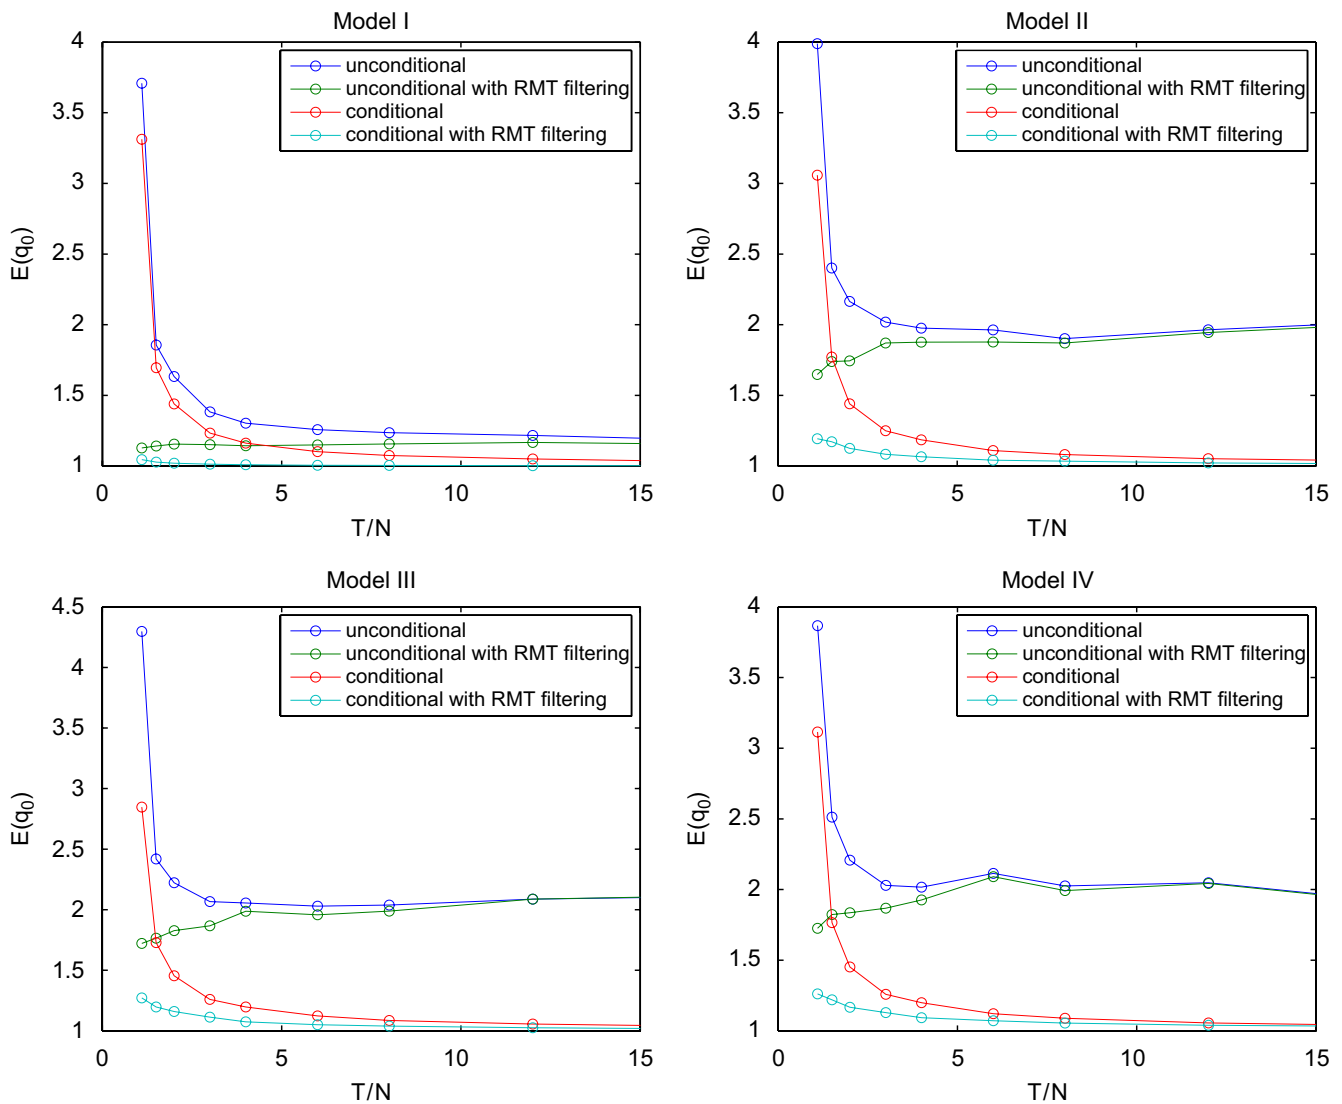 Model I
4
3.5
3
2.5
2
1.5
1
E(q0)
0
5
10
15
T/N
unconditional
unconditional with RMT filtering
conditional
conditional with RMT filtering
Model II
4
3.5
3
2.5
2
1.5
1
E(q0)
0
5
10
15
T/N
unconditional
unconditional with RMT filtering
conditional
conditional with RMT filtering
Model III
4.5
4
3.5
3
2.5
2
1.5
1
E(q0)
0
5
10
15
T/N
unconditional
unconditional with RMT filtering
conditional
conditional with RMT filtering
Model IV
4
3.5
3
2.5
2
1.5
1
E(q0)
0
5
10
15
T/N
unconditional
unconditional with RMT filtering
conditional
conditional with RMT filtering